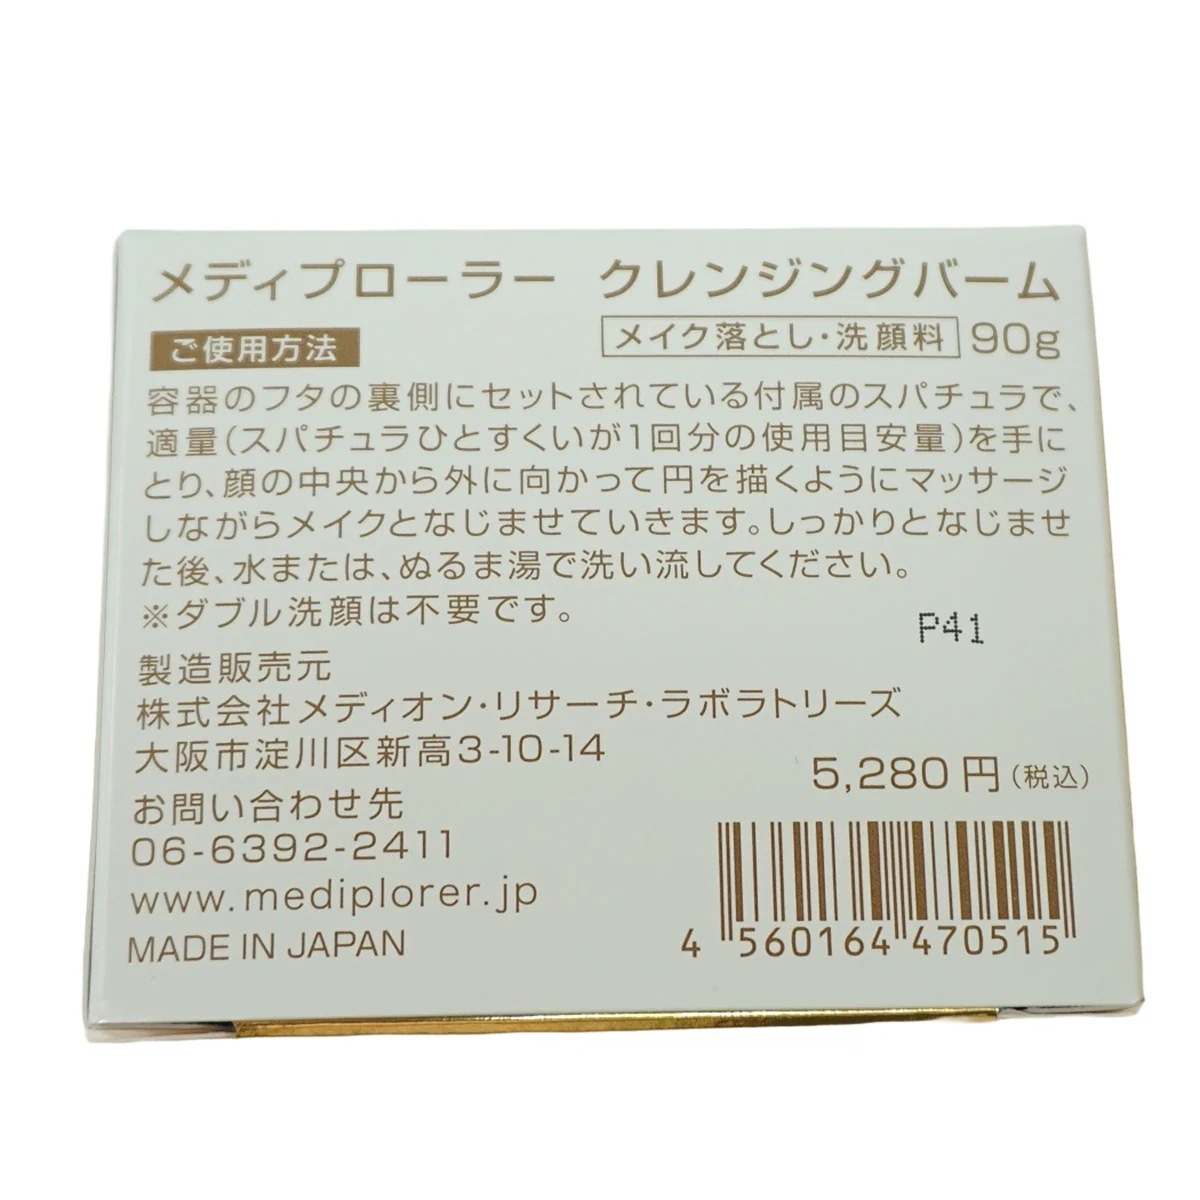 メディプローラー クレンジングバーム
メイク落とし・洗顔料 90g
ご使用方法
容器のフタの裏側にセットされている付属のスパチュラで、
適量(スパチュラひとすくいが1回分の使用目安量)を手に
とり、顔の中央から外に向かって円を描くようにマッサージ
しながらメイクとなじませていきます。しっかりとなじませ
た後、水または、ぬるま湯で洗い流してください。
※ダブル洗顔は不要です。
P41
製造販売元
株式会社メディオン・リサーチ・ラボラトリーズ
大阪市淀川区新高3-10-14
5,280円(税込)
お問い合わせ先
06-6392-2411
www.mediplorer.jp
MADE IN JAPAN
4 560164 470515